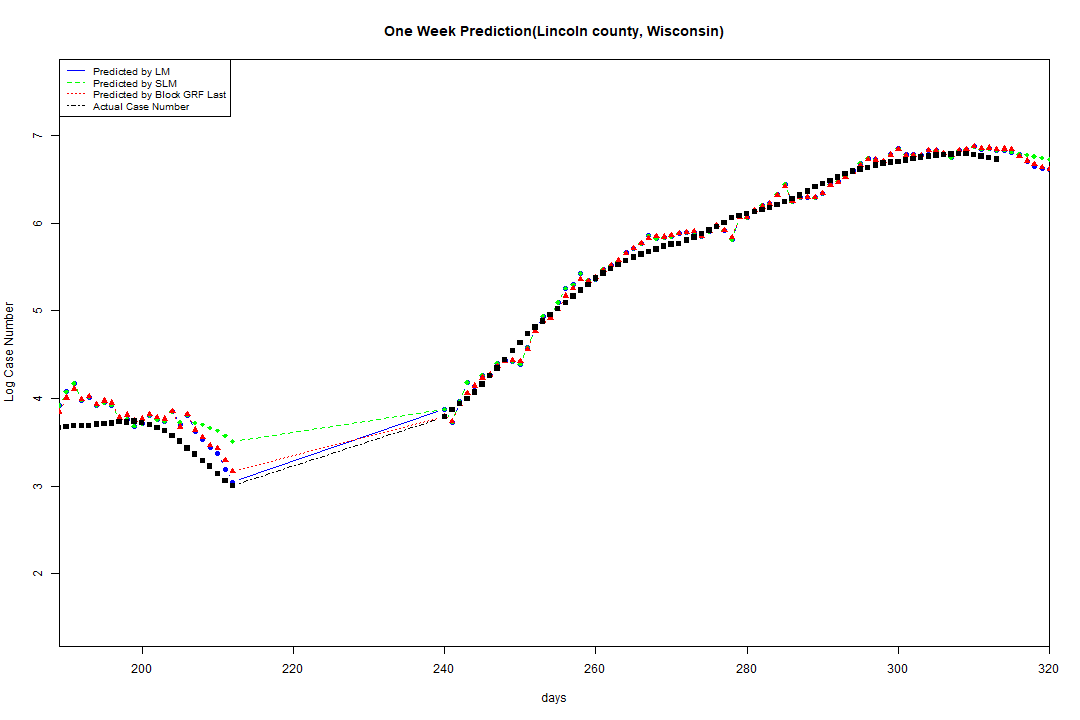 One Week Prediction(Lincoln county, Wisconsin)
Predicted by LM
Predicted by SLM
Predicted by Block GRF Last
Actual Case Number
7
6
5
4
3
2
Log Case Number
200 220 240 260 280 300 320
days